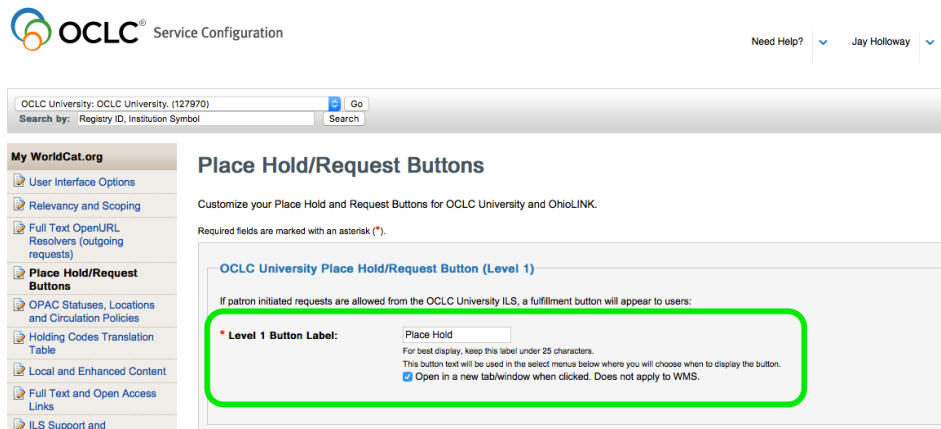 OCLC® Service Configuration
Need Help?
Jay Holloway
OCLC University: OCLC University. (127970)
Go
Search by: Registry ID, Institution Symbol
Search
My WorldCat.org
User Interface Options
Relevancy and Scoping
Full Text OpenURL
Resolvers (outgoing
requests)
Place Hold/Request
Buttons
OPAC Statuses, Locations
and Circulation Policies
Holding Codes Translation
Table
Local and Enhanced Content
Full Text and Open Access
Links
ILS Support and
Place Hold/Request Buttons
Customize your Place Hold and Request Buttons for OCLC University and OhioLINK.
Required fields are marked with an asterisk (*).
OCLC University Place Hold/Request Button (Level 1)
If patron initiated requests are allowed from the OCLC University ILS, a fulfillment button will appear to users:
* Level 1 Button Label:
Place Hold
For best display, keep this label under 25 characters.
This button text will be used in the select menus below where you will choose when to display the button.
Open in a new tab/window when clicked. Does not apply to WMS.